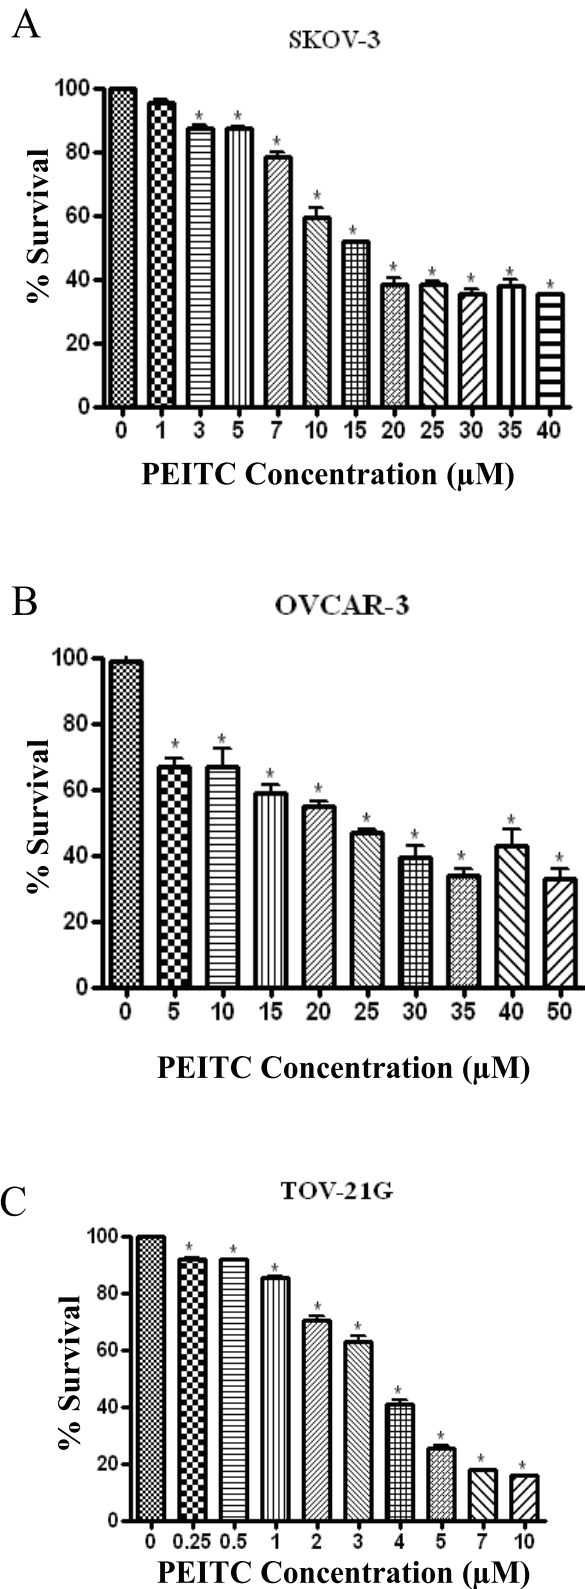 A
SKOV-3
% Survival
100
80
60
40
20
0
* * * * * * * * * *
0 1 3 5 7 10 15 20 25 30 35 40
PEITC Concentration (µM)
B
OVCAR-3
% Survival
100
80
60
40
20
0
* * * * * * * * *
0 5 10 15 20 25 30 35 40 50
PEITC Concentration (µM)
C
TOV-21G
% Survival
100
80
60
40
20
0
* * * * * * * * *
0 0.25 0.5 1 2 3 4 5 7 10
PEITC Concentration (µM)